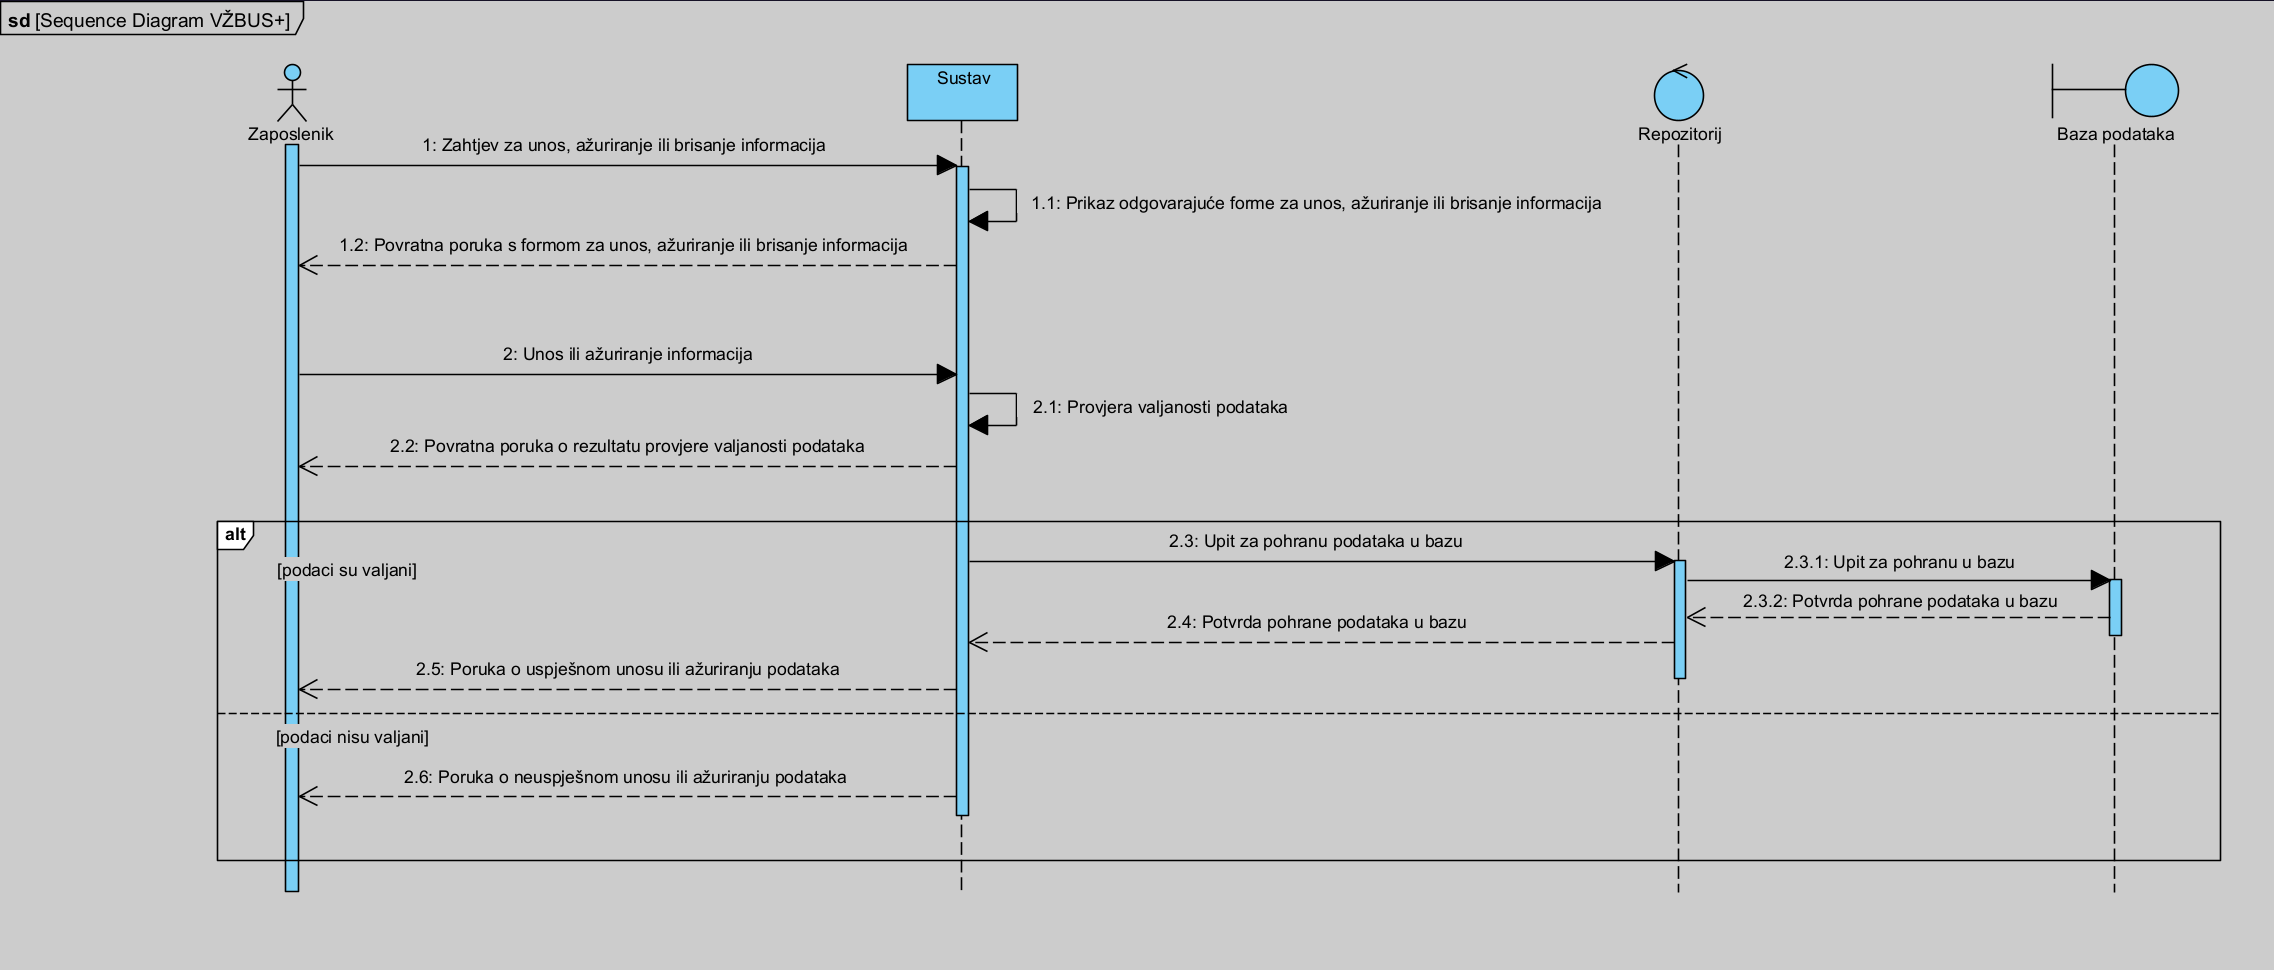 sd [Sequence Diagram VŽBUS+]
Sustav
Zaposlenik
Repozitorij
Baza podataka
1: Zahtjev za unos, ažuriranje ili brisanje informacija
1.1: Prikaz odgovarajuće forme za unos, ažuriranje ili brisanje informacija
1.2: Povratna poruka s formom za unos, ažuriranje ili brisanje informacija
2: Unos ili ažuriranje informacija
2.1: Provjera valjanosti podataka
2.2: Povratna poruka o rezultatu provjere valjanosti podataka
alt
2.3: Upit za pohranu podataka u bazu
2.3.1: Upit za pohranu u bazu
[podaci su valjani]
2.3.2: Potvrda pohrane podataka u bazu
2.4: Potvrda pohrane podataka u bazu
2.5: Poruka o uspješnom unosu ili ažuriranju podataka
[podaci nisu valjani]
2.6: Poruka o neuspješnom unosu ili ažuriranju podataka